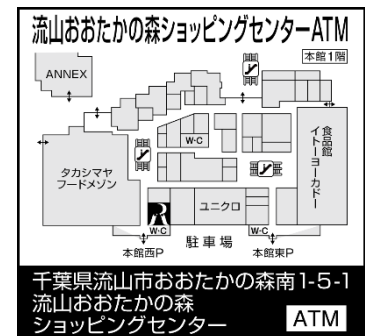 流山おおたかの森ショッピングセンターATM
本館1階
ANNEX
W·C
食品館
イトーヨーカドー
タカシマヤ
フードメゾン
R
ユニクロ
W·C
W·C
駐車場
本館西P
本館東P
千葉県流山市おおたかの森南1-5-1
流山おおたかの森
ショッピングセンター
ATM